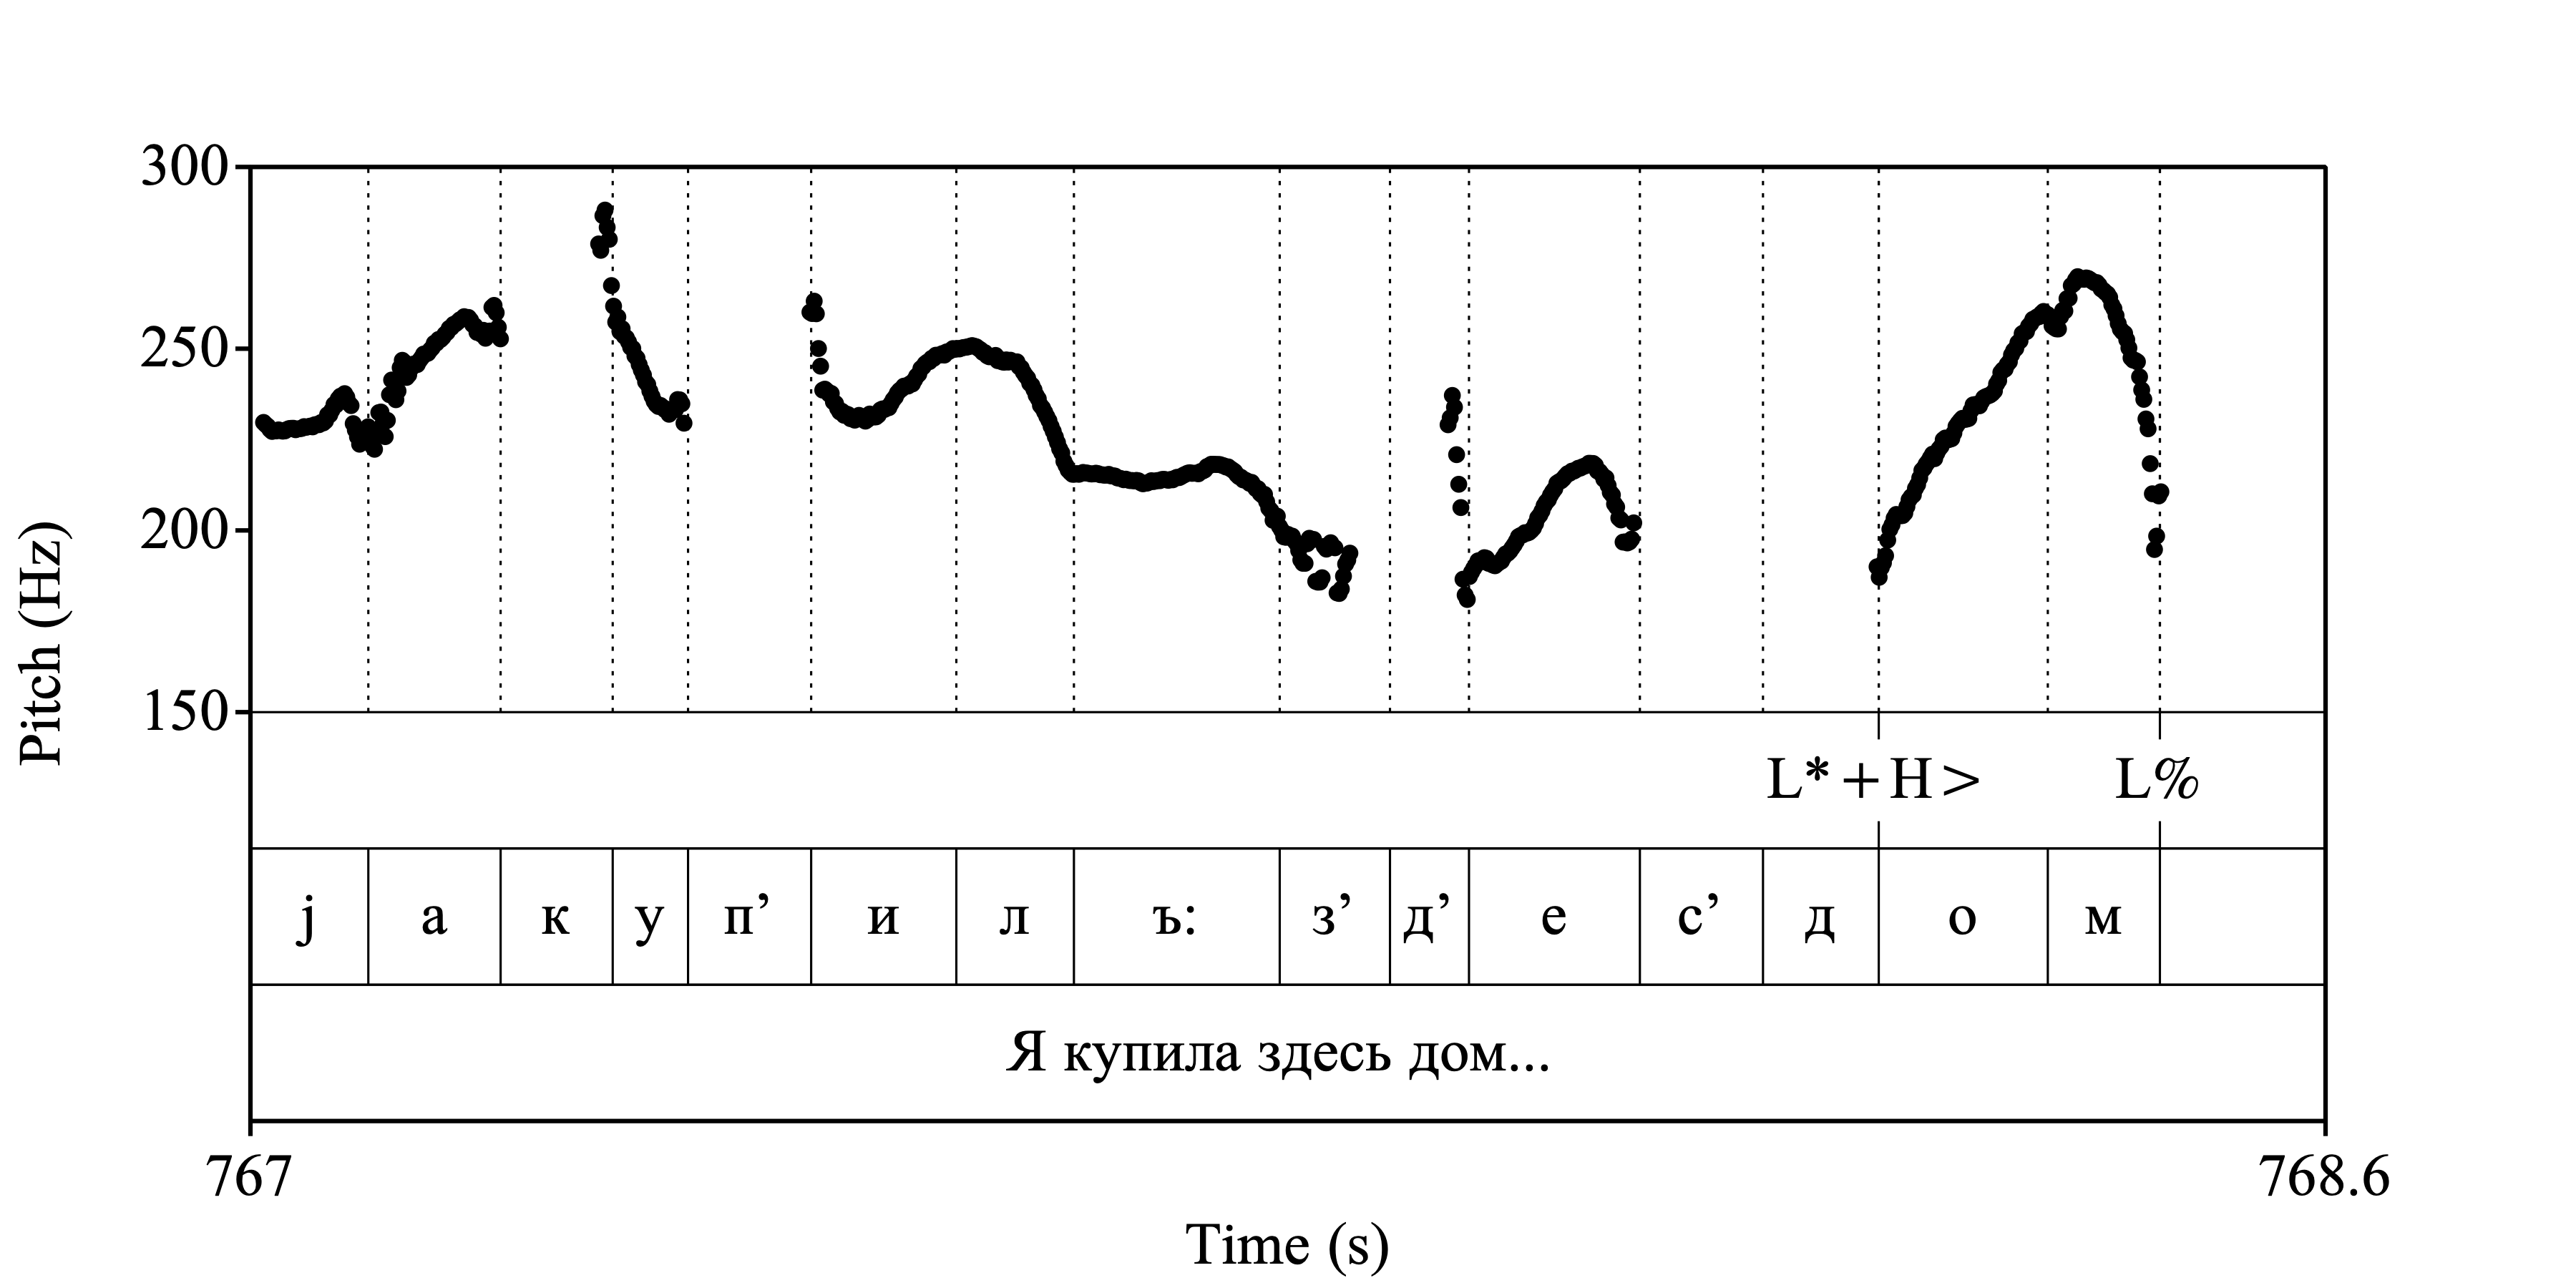 300
250
200
150
Pitch (Hz)
L*+H> L%
j а к у п’ и л ъ: з’ д’ е с’ д о м
Я купила здесь дом...
767 768.6
Time (s)